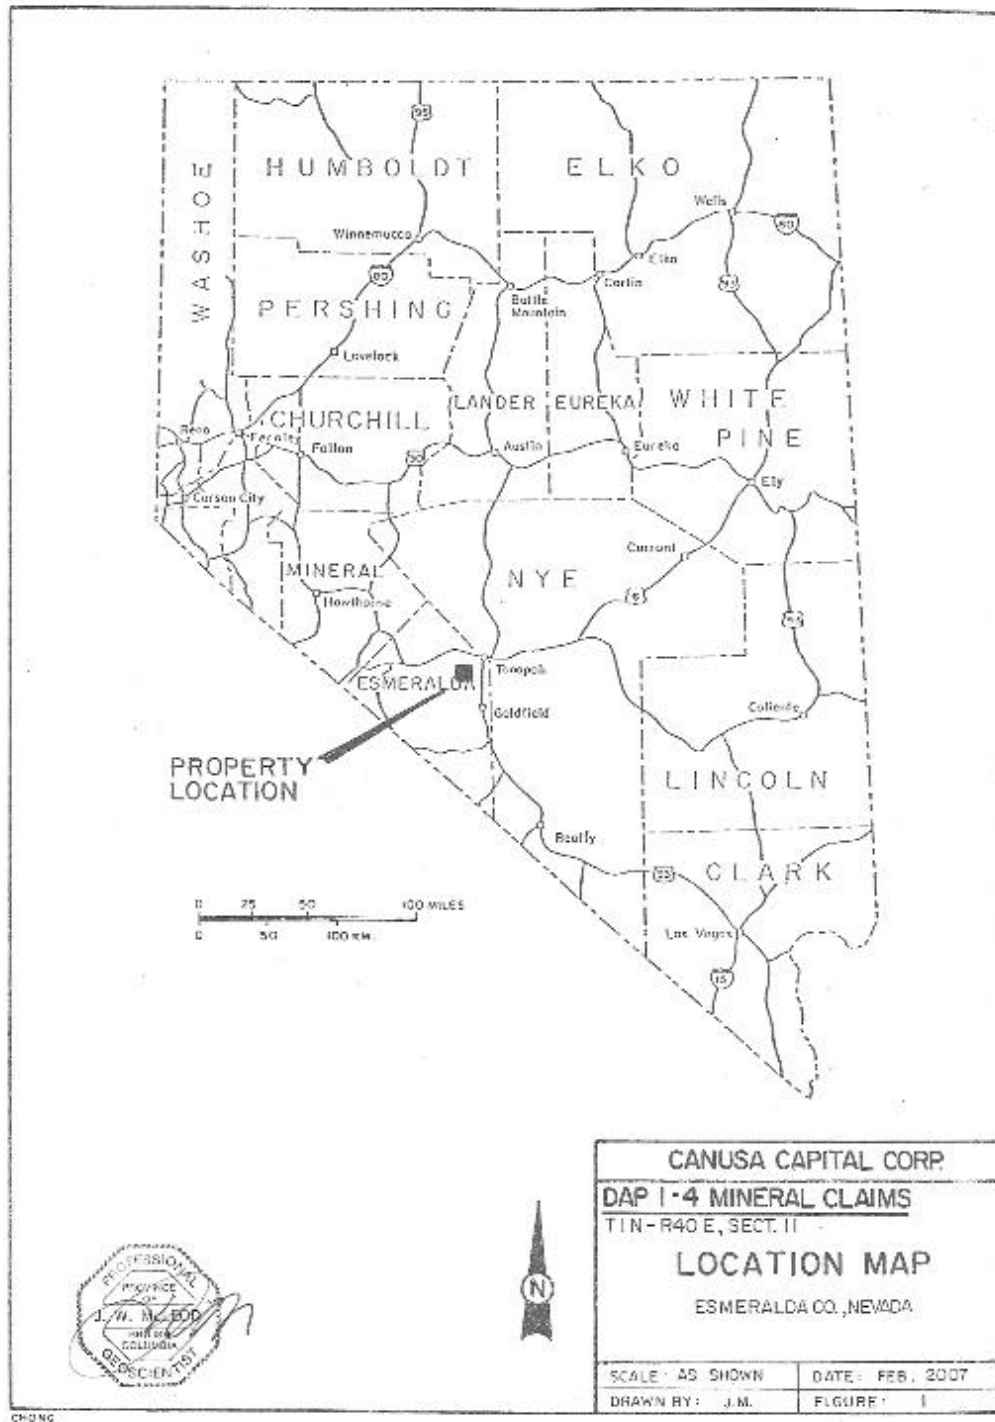 95
HUMBOLDT
ELKO
WASHOE
Wells
80
Winnemucca
Elko
80
Carlin
93
Battle
Mountain
PERSHING
Lovelock
LANDER
EUREKA
WHITE
PINE
CHURCHILL
Reno
Fernley
Fallon
50
Austin
Eureka
Ely
Carson City
Currant
MINERAL
NYE
Hawthorne
6
93
Tonopah
ESMERALDA
Goldfield
Caliente
PROPERTY
LOCATION
LINCOLN
Beatty
95
CLARK
0 25 50 100 MILES
0 50 100 KM.
Las Vegas
15
CANUSA CAPITAL CORP.
DAP 1-4 MINERAL CLAIMS
T1N-R40E, SECT. 11
LOCATION MAP
ESMERALDA CO., NEVADA
SCALE: AS SHOWN
DATE: FEB. 2007
DRAWN BY: J.M.
FIGURE: 1
N
PROFESSIONAL
PROVINCE
OF
J. W. McLEOD
BRITISH
COLUMBIA
GEOSCIENTIST
CHONG